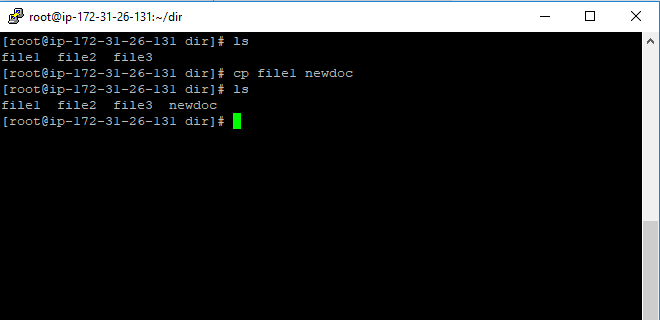 root@ip-172-31-26-131:~/dir
[root@ip-172-31-26-131 dir]# ls
file1  file2  file3
[root@ip-172-31-26-131 dir]# cp file1 newdoc
[root@ip-172-31-26-131 dir]# ls
file1  file2  file3  newdoc
[root@ip-172-31-26-131 dir]#